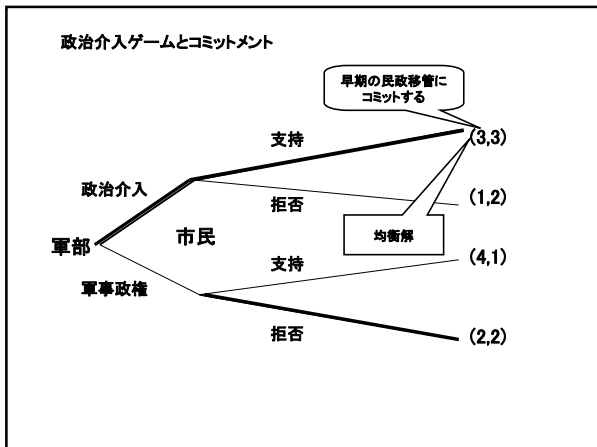 政治介入ゲームとコミットメント
早期の民政移管に
コミットする
支持
(3,3)
政治介入
拒否
(1,2)
軍部
市民
均衡解
支持
(4,1)
軍事政権
拒否
(2,2)